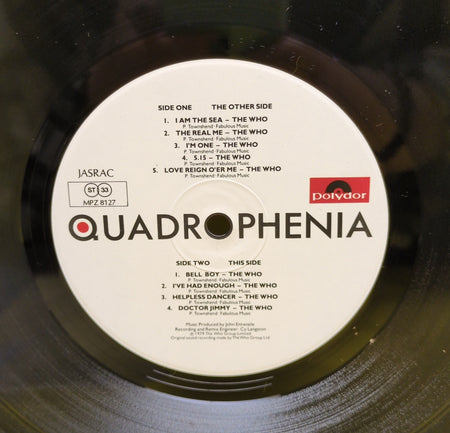 SIDE ONE THE OTHER SIDE
1. I AM THE SEA – THE WHO
P. Townshend · Fabulous Music
2. THE REAL ME – THE WHO
P. Townshend · Fabulous Music
3. I'M ONE – THE WHO
P. Townshend · Fabulous Music
4. 5.15 – THE WHO
P. Townshend · Fabulous Music
5. LOVE REIGN O'ER ME – THE WHO
P. Townshend · Fabulous Music
JASRAC
ST 33
MPZ 8127
Polydor
QUADROPHENIA
SIDE TWO THIS SIDE
1. BELL BOY – THE WHO
P. Townshend · Fabulous Music
2. I'VE HAD ENOUGH – THE WHO
P. Townshend · Fabulous Music
3. HELPLESS DANCER – THE WHO
P. Townshend · Fabulous Music
4. DOCTOR JIMMY – THE WHO
P. Townshend · Fabulous Music
Music Produced by John Entwistle
Recording and Remix Engineer · Cy Langston
℗ 1979 The Who Group Limited
Original sound recording made by The Who Group Ltd